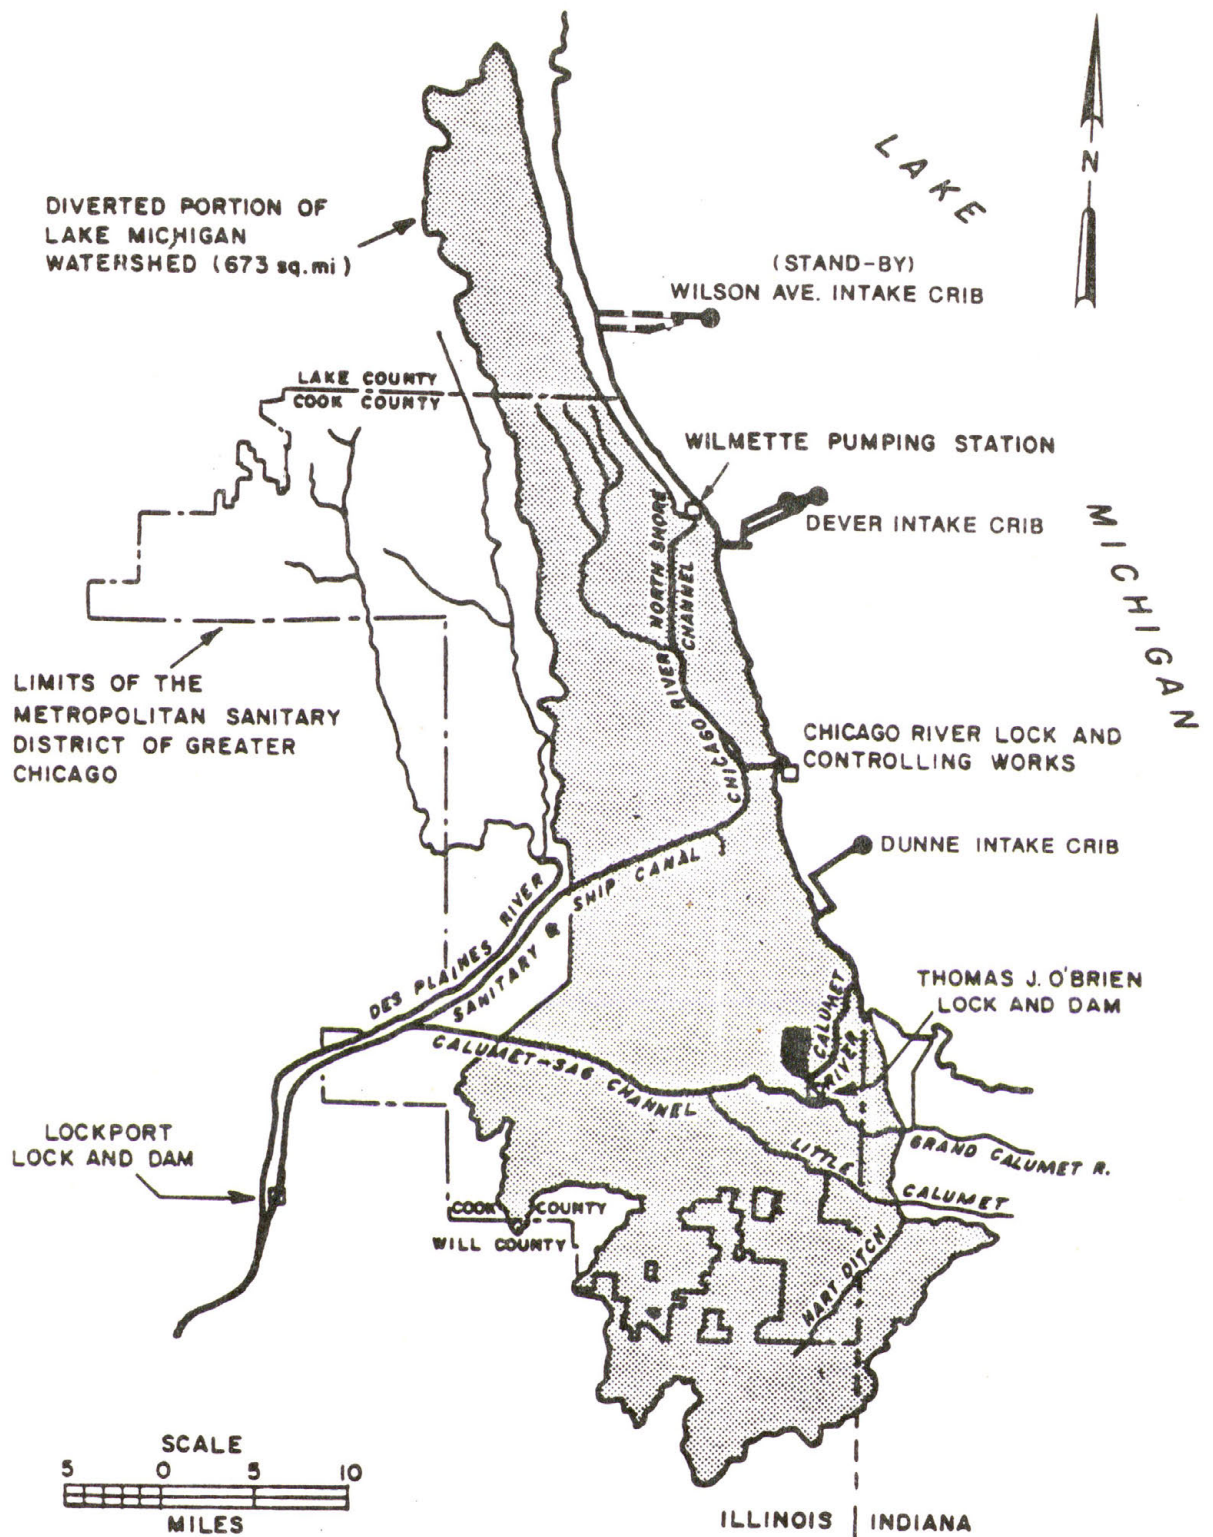 LAKE
N
DIVERTED PORTION OF
LAKE MICHIGAN
WATERSHED (673 sq.mi)
(STAND-BY)
WILSON AVE. INTAKE CRIB
LAKE COUNTY
COOK COUNTY
WILMETTE PUMPING STATION
DEVER INTAKE CRIB
MICHIGAN
NORTH SHORE
CHANNEL
LIMITS OF THE
METROPOLITAN SANITARY
DISTRICT OF GREATER
CHICAGO
CHICAGO RIVER
CHICAGO RIVER LOCK AND
CONTROLLING WORKS
DUNNE INTAKE CRIB
DES PLAINES RIVER
SANITARY & SHIP CANAL
THOMAS J. O'BRIEN
LOCK AND DAM
CALUMET
RIVER
CALUMET-SAG CHANNEL
LOCKPORT
LOCK AND DAM
GRAND CALUMET R.
LITTLE CALUMET
COOK COUNTY
WILL COUNTY
HART DITCH
SCALE
5 0 5 10
MILES
ILLINOIS INDIANA